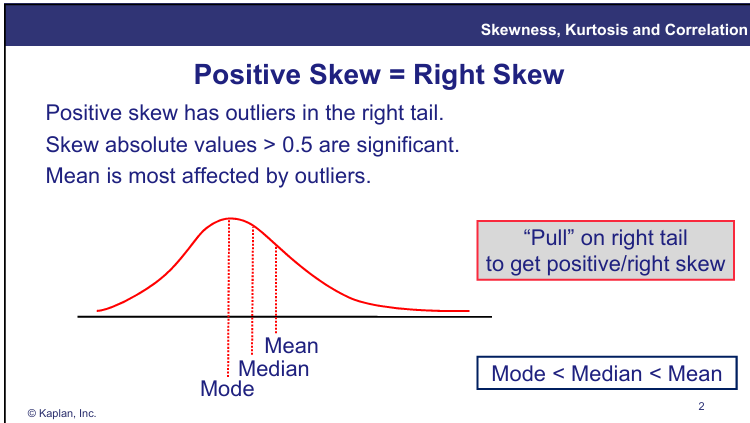 Skewness, Kurtosis and Correlation
Positive Skew = Right Skew
Positive skew has outliers in the right tail.
Skew absolute values > 0.5 are significant.
Mean is most affected by outliers.
“Pull” on right tail
to get positive/right skew
Mean
Median
Mode
Mode < Median < Mean
© Kaplan, Inc.
2